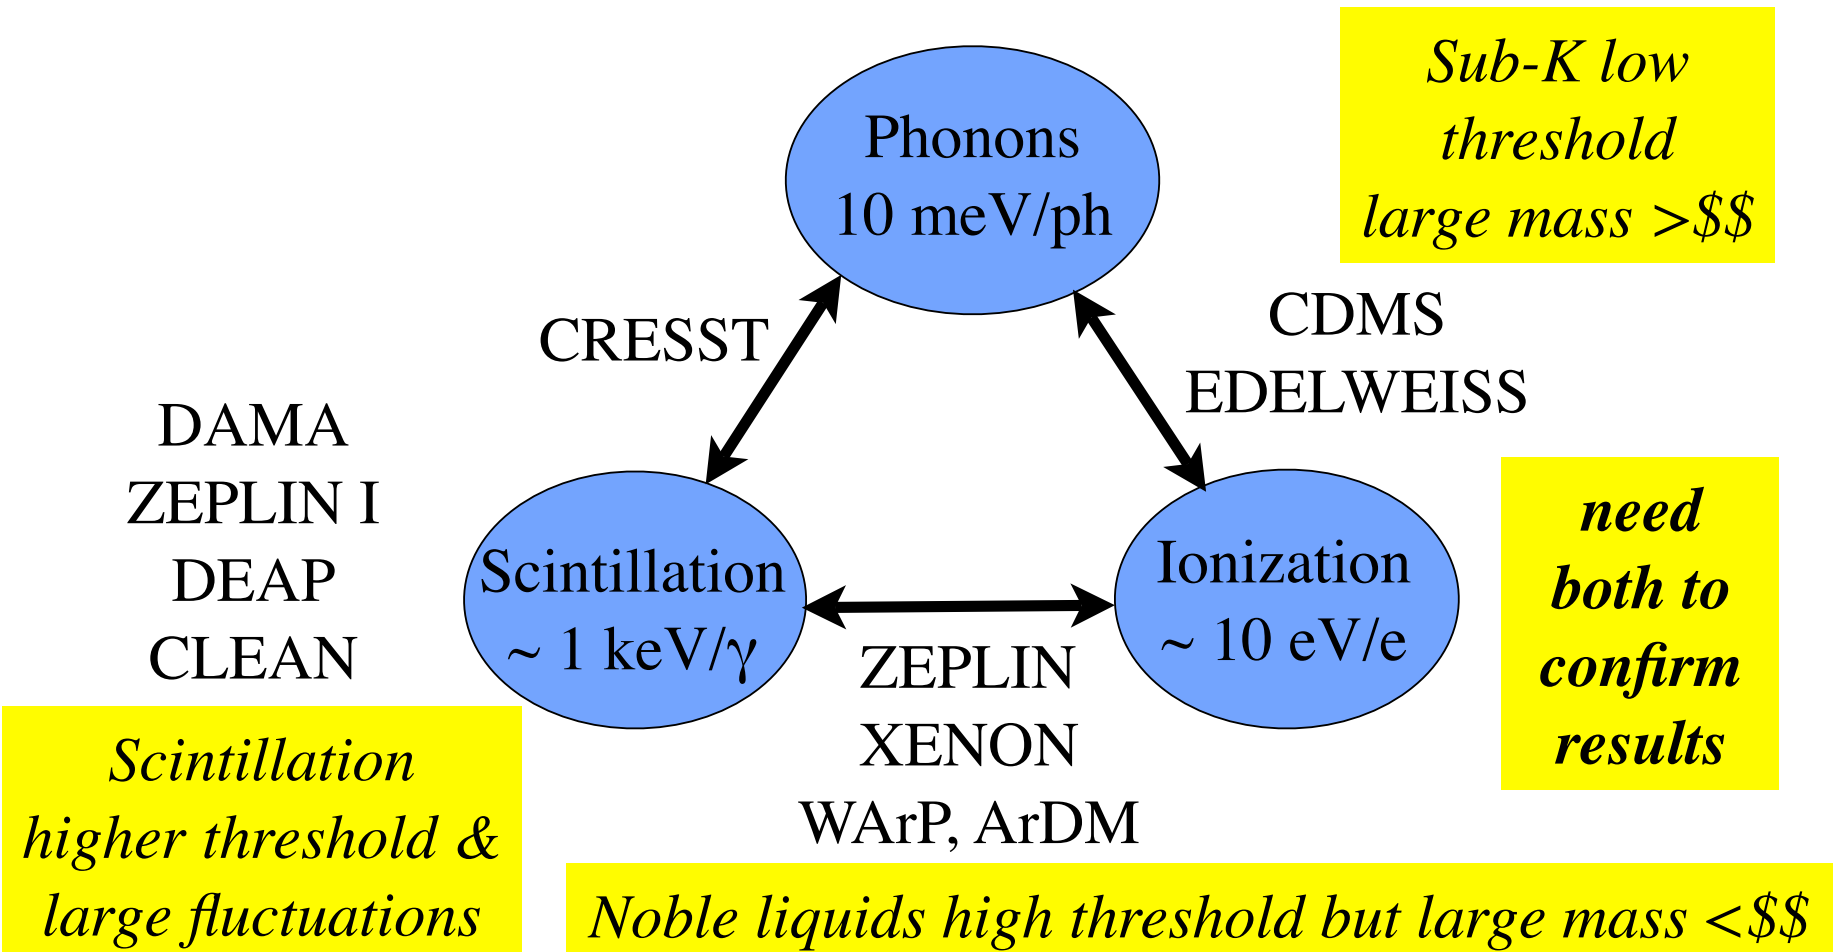 Sub-K low
threshold
large mass >$$
Phonons
10 meV/ph
CRESST
CDMS
EDELWEISS
DAMA
ZEPLIN I
DEAP
CLEAN
Scintillation
~ 1 keV/γ
Ionization
~ 10 eV/e
need
both to
confirm
results
ZEPLIN
XENON
WArP, ArDM
Scintillation
higher threshold &
large fluctuations
Noble liquids high threshold but large mass <$$